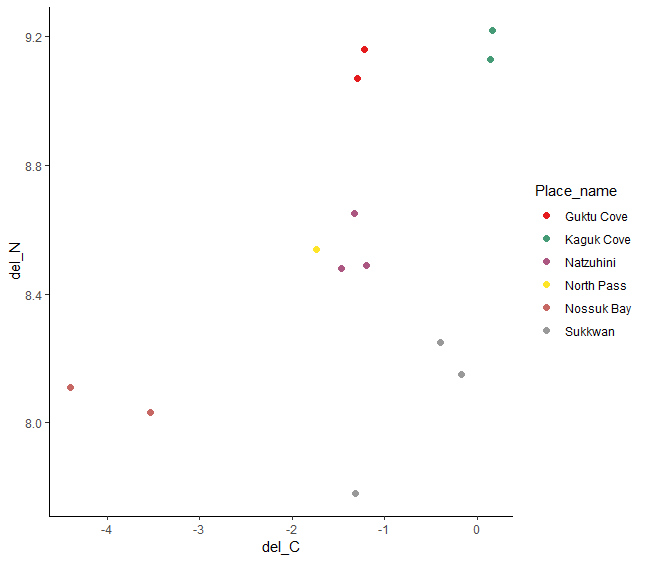 9.2
8.8
8.4
8.0
del_N
-4
-3
-2
-1
0
del_C
Place_name
Guktu Cove
Kaguk Cove
Natzuhini
North Pass
Nossuk Bay
Sukkwan